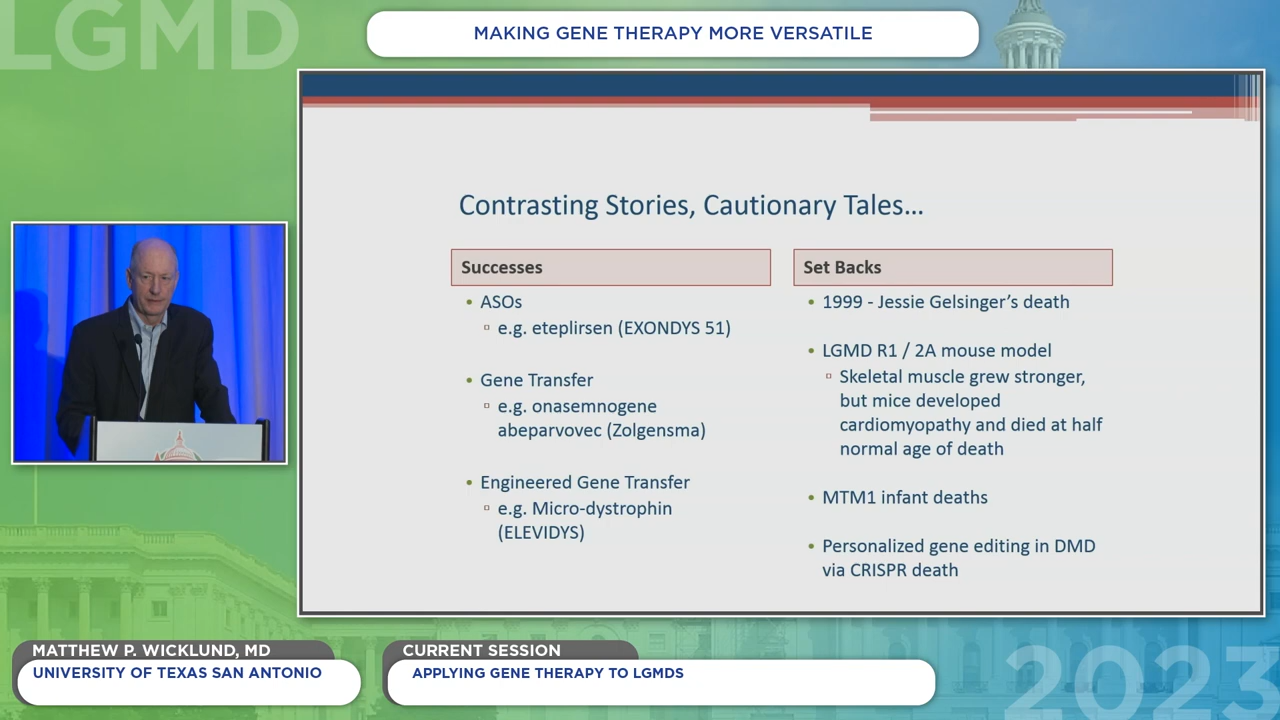 LGMD
MAKING GENE THERAPY MORE VERSATILE
Contrasting Stories, Cautionary Tales...
Successes
• ASOs
▫ e.g. eteplirsen (EXONDYS 51)
• Gene Transfer
▫ e.g. onasemnogene
abeparvovec (Zolgensma)
• Engineered Gene Transfer
▫ e.g. Micro-dystrophin
(ELEVIDYS)
Set Backs
• 1999 - Jessie Gelsinger's death
• LGMD R1 / 2A mouse model
▫ Skeletal muscle grew stronger,
but mice developed
cardiomyopathy and died at half
normal age of death
• MTM1 infant deaths
• Personalized gene editing in DMD
via CRISPR death
MATTHEW P. WICKLUND, MD
UNIVERSITY OF TEXAS SAN ANTONIO
CURRENT SESSION
APPLYING GENE THERAPY TO LGMDS
2023